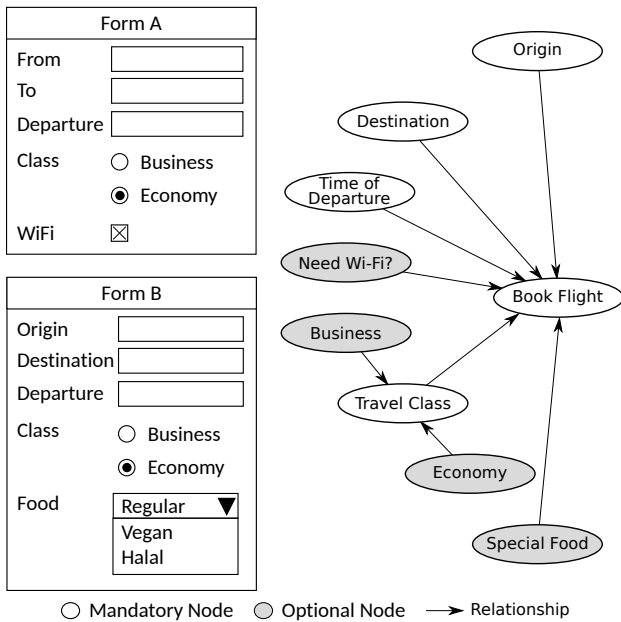 Form A
From
To
Departure
Class
Business
Economy
WiFi
Form B
Origin
Destination
Departure
Class
Business
Economy
Food
Regular
Vegan
Halal
Origin
Destination
Time of
Departure
Need Wi-Fi?
Book Flight
Business
Travel Class
Economy
Special Food
Mandatory Node
Optional Node
Relationship